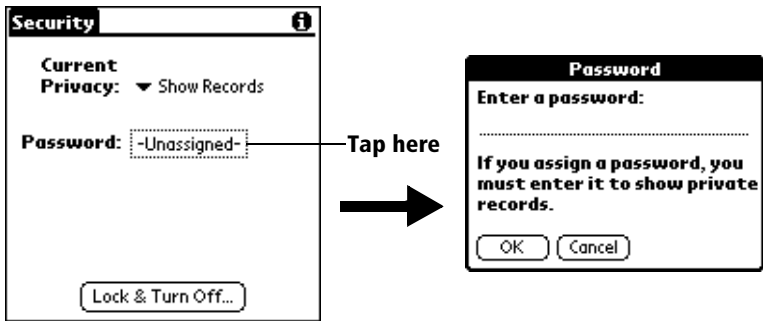 Security
Current
Privacy: Show Records
Password: -Unassigned-
Lock & Turn Off...
Tap here
Password
Enter a password:
If you assign a password, you
must enter it to show private
records.
OK Cancel